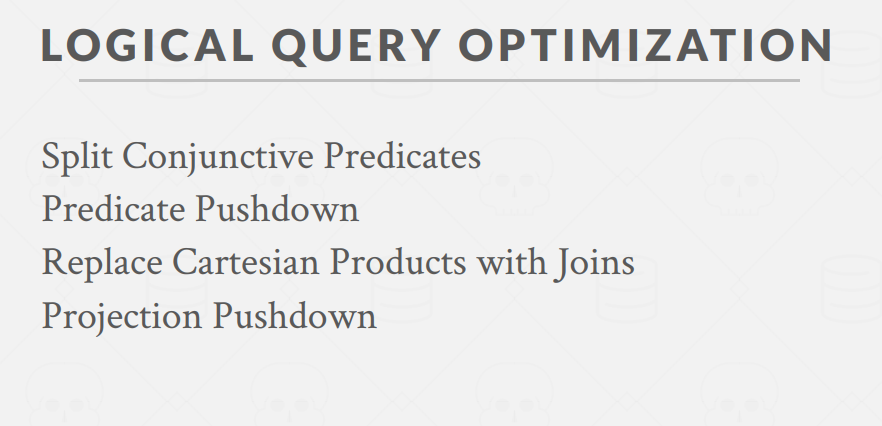 LOGICAL QUERY OPTIMIZATION
Split Conjunctive Predicates
Predicate Pushdown
Replace Cartesian Products with Joins
Projection Pushdown